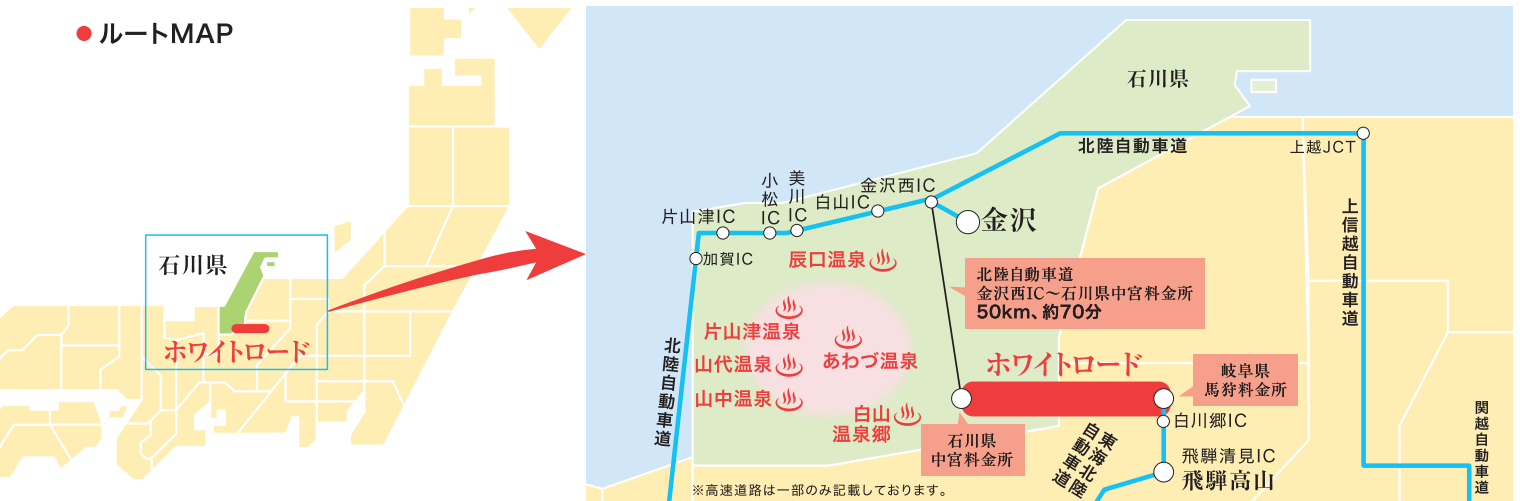 ● ルートMAP
石川県
ホワイトロード
石川県
北陸自動車道
上越JCT
金沢西IC
白山IC
美川IC
小松IC
片山津IC
加賀IC
金沢
辰口温泉
片山津温泉
あわづ温泉
山代温泉
山中温泉
白山
温泉郷
北陸自動車道
北陸自動車道
金沢西IC～石川県中宮料金所
50km、約70分
上信越自動車道
ホワイトロード
岐阜県
馬狩料金所
石川県
中宮料金所
白川郷IC
東海北陸
自動車道
飛騨清見IC
飛騨高山
関越自動車道
※高速道路は一部のみ記載しております。